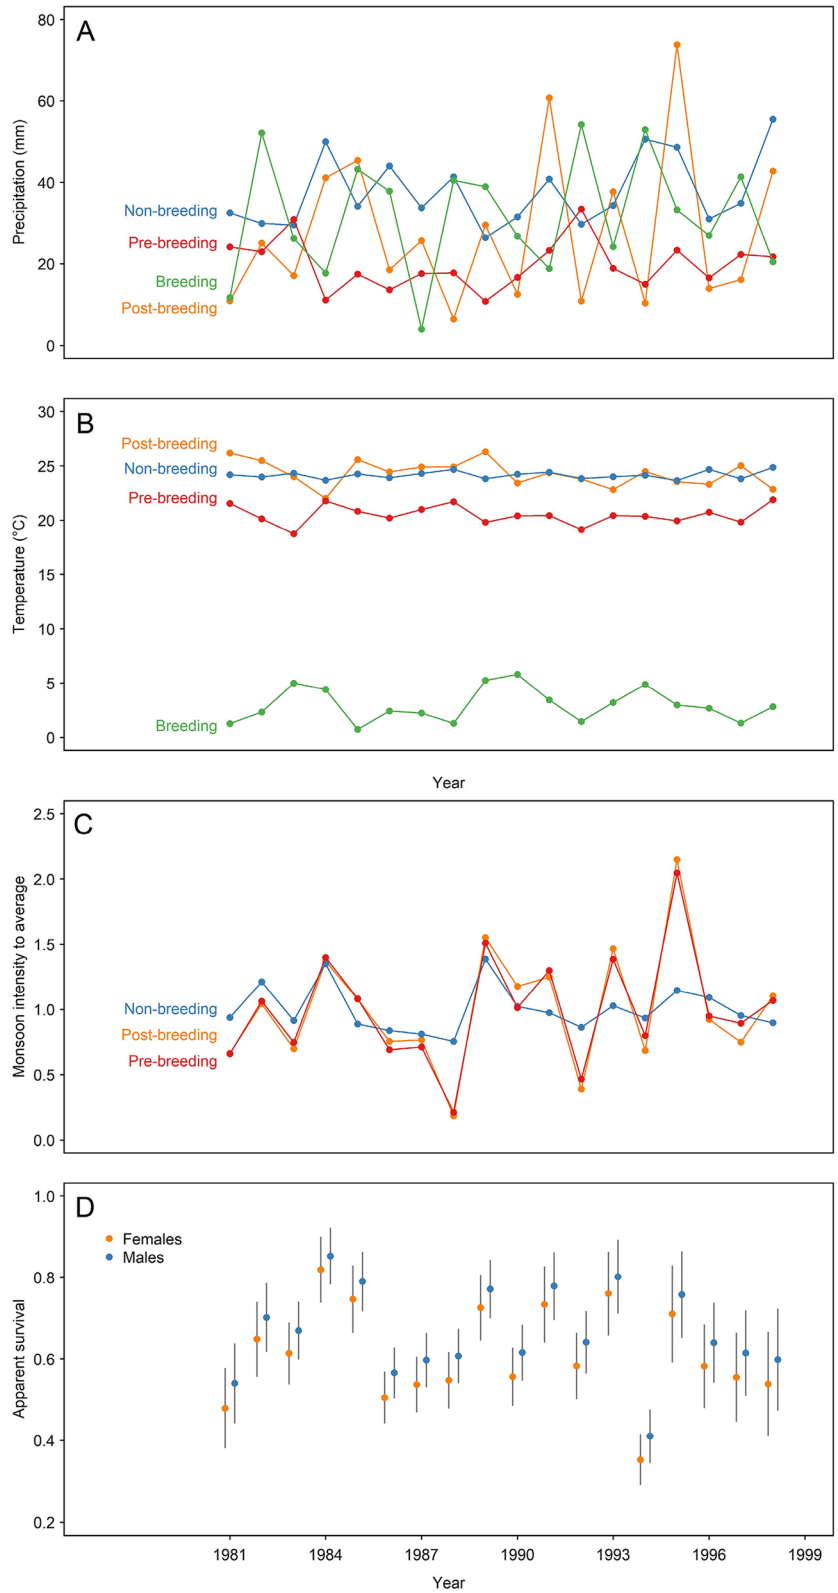 A
80
60
40
20
0
Precipitation (mm)
Non-breeding
Pre-breeding
Breeding
Post-breeding
B
30
25
20
15
10
5
0
Temperature (°C)
Post-breeding
Non-breeding
Pre-breeding
Breeding
Year
C
2.5
2.0
1.5
1.0
0.5
0.0
Monsoon intensity to average
Non-breeding
Post-breeding
Pre-breeding
D
1.0
0.8
0.6
0.4
0.2
Apparent survival
Females
Males
1981 1984 1987 1990 1993 1996 1999
Year